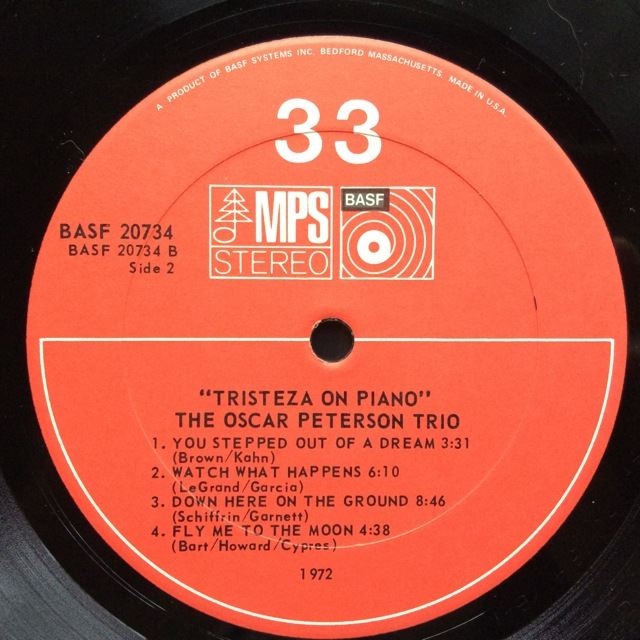 A PRODUCT OF BASF SYSTEMS INC. BEDFORD MASSACHUSETTS. MADE IN U.S.A.
33
MPS
STEREO
BASF
BASF 20734
BASF 20734 B
Side 2
"TRISTEZA ON PIANO"
THE OSCAR PETERSON TRIO
1. YOU STEPPED OUT OF A DREAM 3:31
(Brown/Kahn)
2. WATCH WHAT HAPPENS 6:10
(LeGrand/Garcia)
3. DOWN HERE ON THE GROUND 8:46
(Schiffrin/Garnett)
4. FLY ME TO THE MOON 4:38
(Bart/Howard/Cypres)
1972